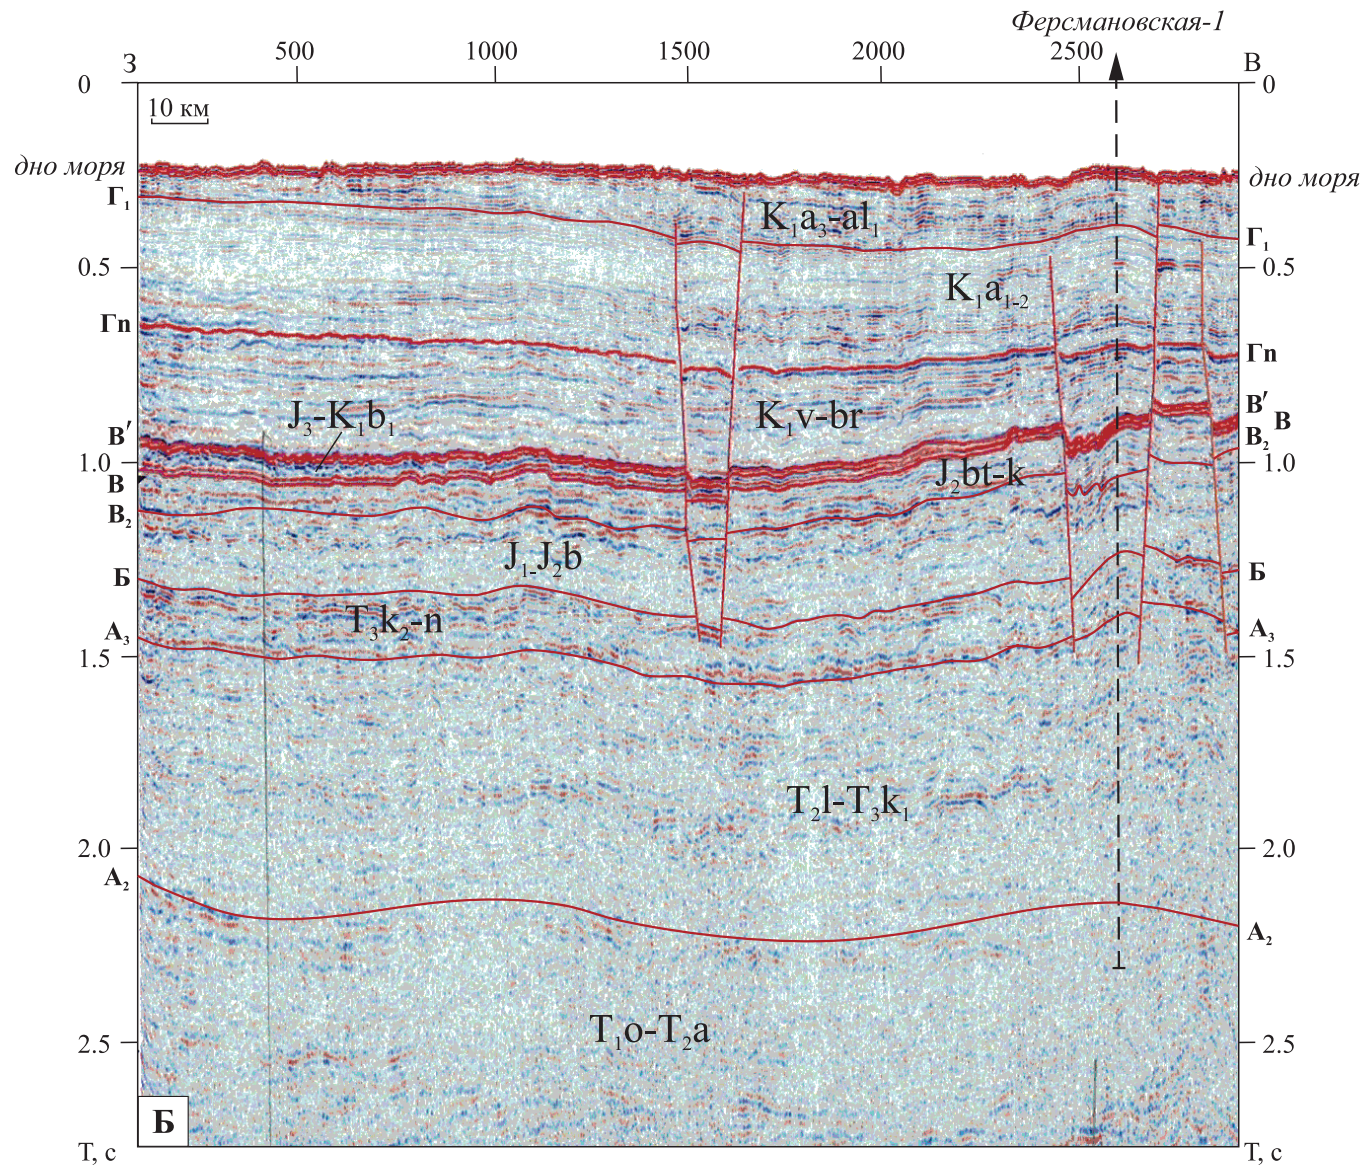 Ферсмановская-1
З 500 1000 1500 2000 2500 В
0 0
10 км
дно моря дно моря
Г₁ K₁a₃-al₁ Г₁
0.5 K₁a₁₋₂ 0.5
Гп Гп
J₃-K₁b₁ K₁v-br В′
В′ В₂ В
1.0 J₂bt-k 1.0
В
В₂
J₁-J₂b
Б Б
T₃k₂-n
А₃ А₃
1.5 1.5
T₂l-T₃k₁
2.0 2.0
А₂ А₂
T₁o-T₂a
2.5 2.5
Б
Т, с Т, с